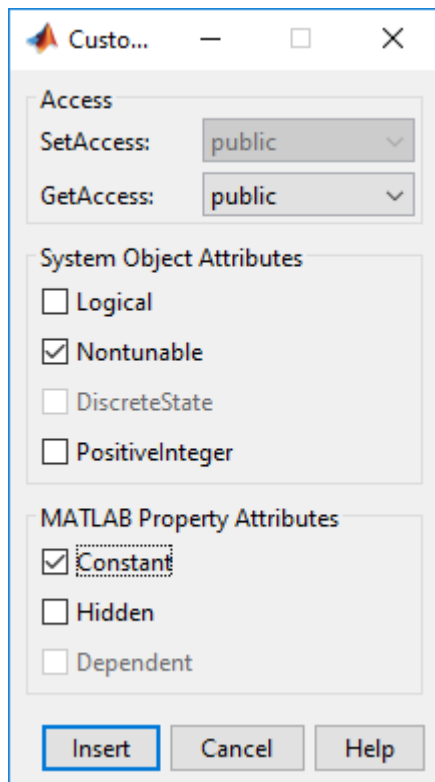 Custo...
Access
SetAccess: public
GetAccess: public
System Object Attributes
Logical
Nontunable
DiscreteState
PositiveInteger
MATLAB Property Attributes
Constant
Hidden
Dependent
Insert Cancel Help